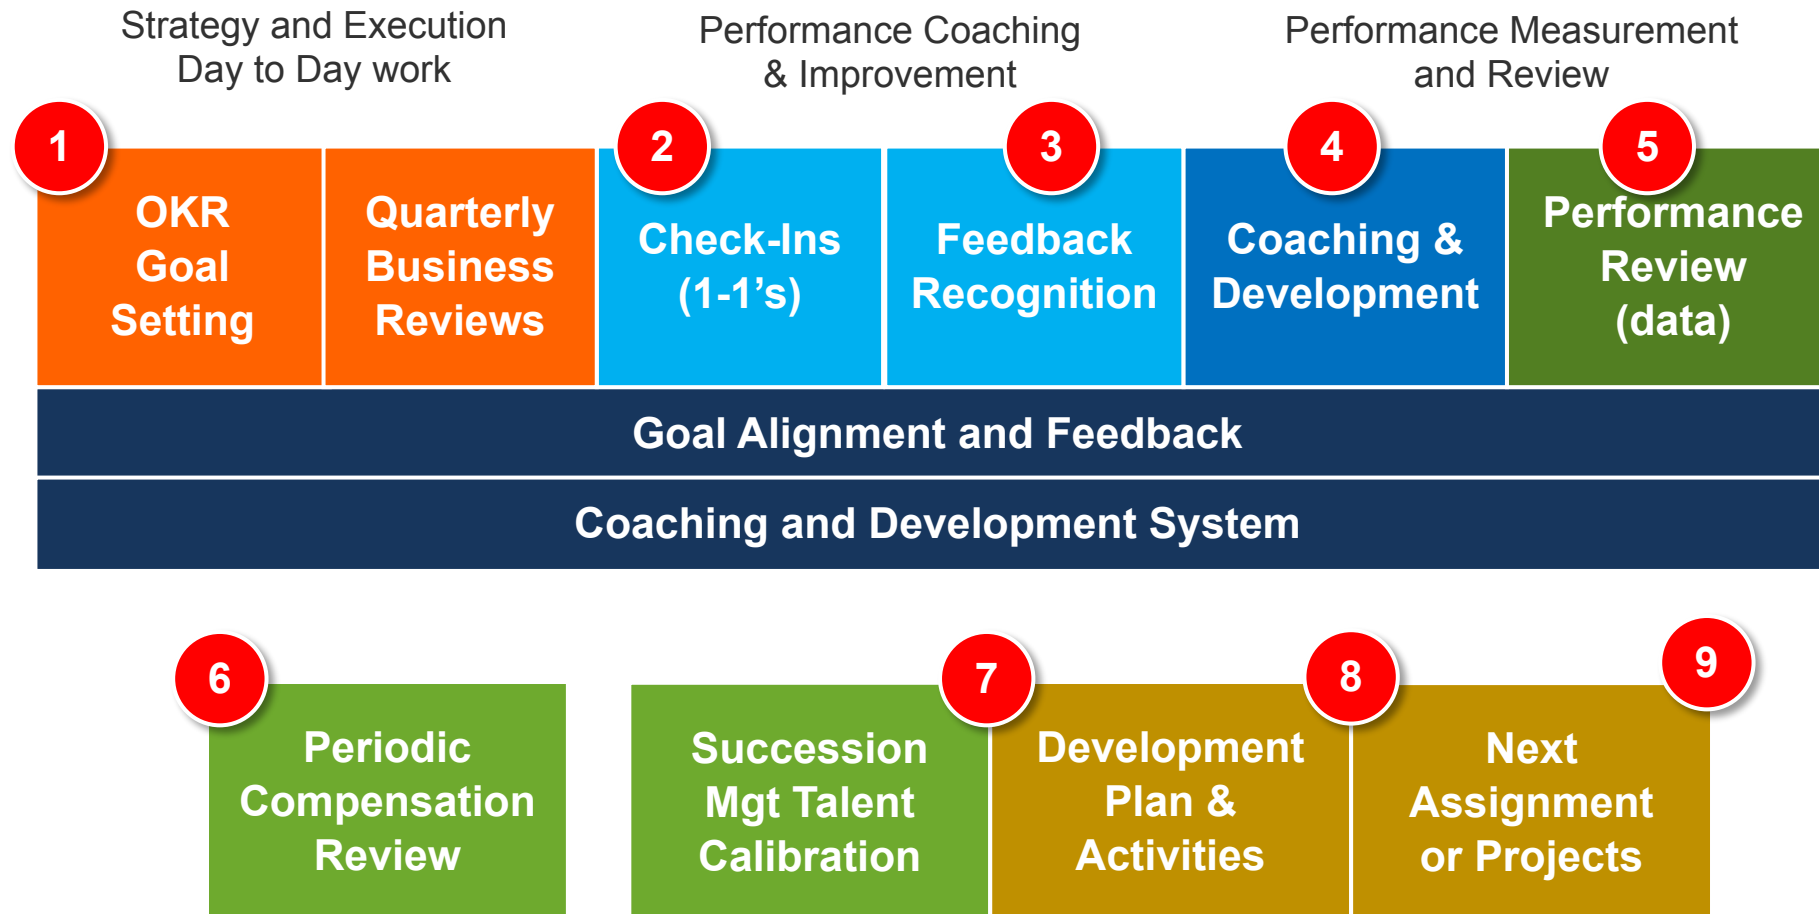 Strategy and Execution
Day to Day work
Performance Coaching
& Improvement
Performance Measurement
and Review
1
OKR
Goal
Setting
Quarterly
Business
Reviews
2
Check-Ins
(1-1’s)
3
Feedback
Recognition
4
Coaching &
Development
5
Performance
Review
(data)
Goal Alignment and Feedback
Coaching and Development System
6
Periodic
Compensation
Review
7
Succession
Mgt Talent
Calibration
8
Development
Plan &
Activities
9
Next
Assignment
or Projects